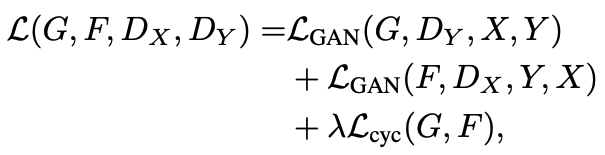 ℒ(G, F, D_X, D_Y) =ℒ_GAN(G, D_Y, X, Y)
+ ℒ_GAN(F, D_X, Y, X)
+ λℒ_cyc(G, F),